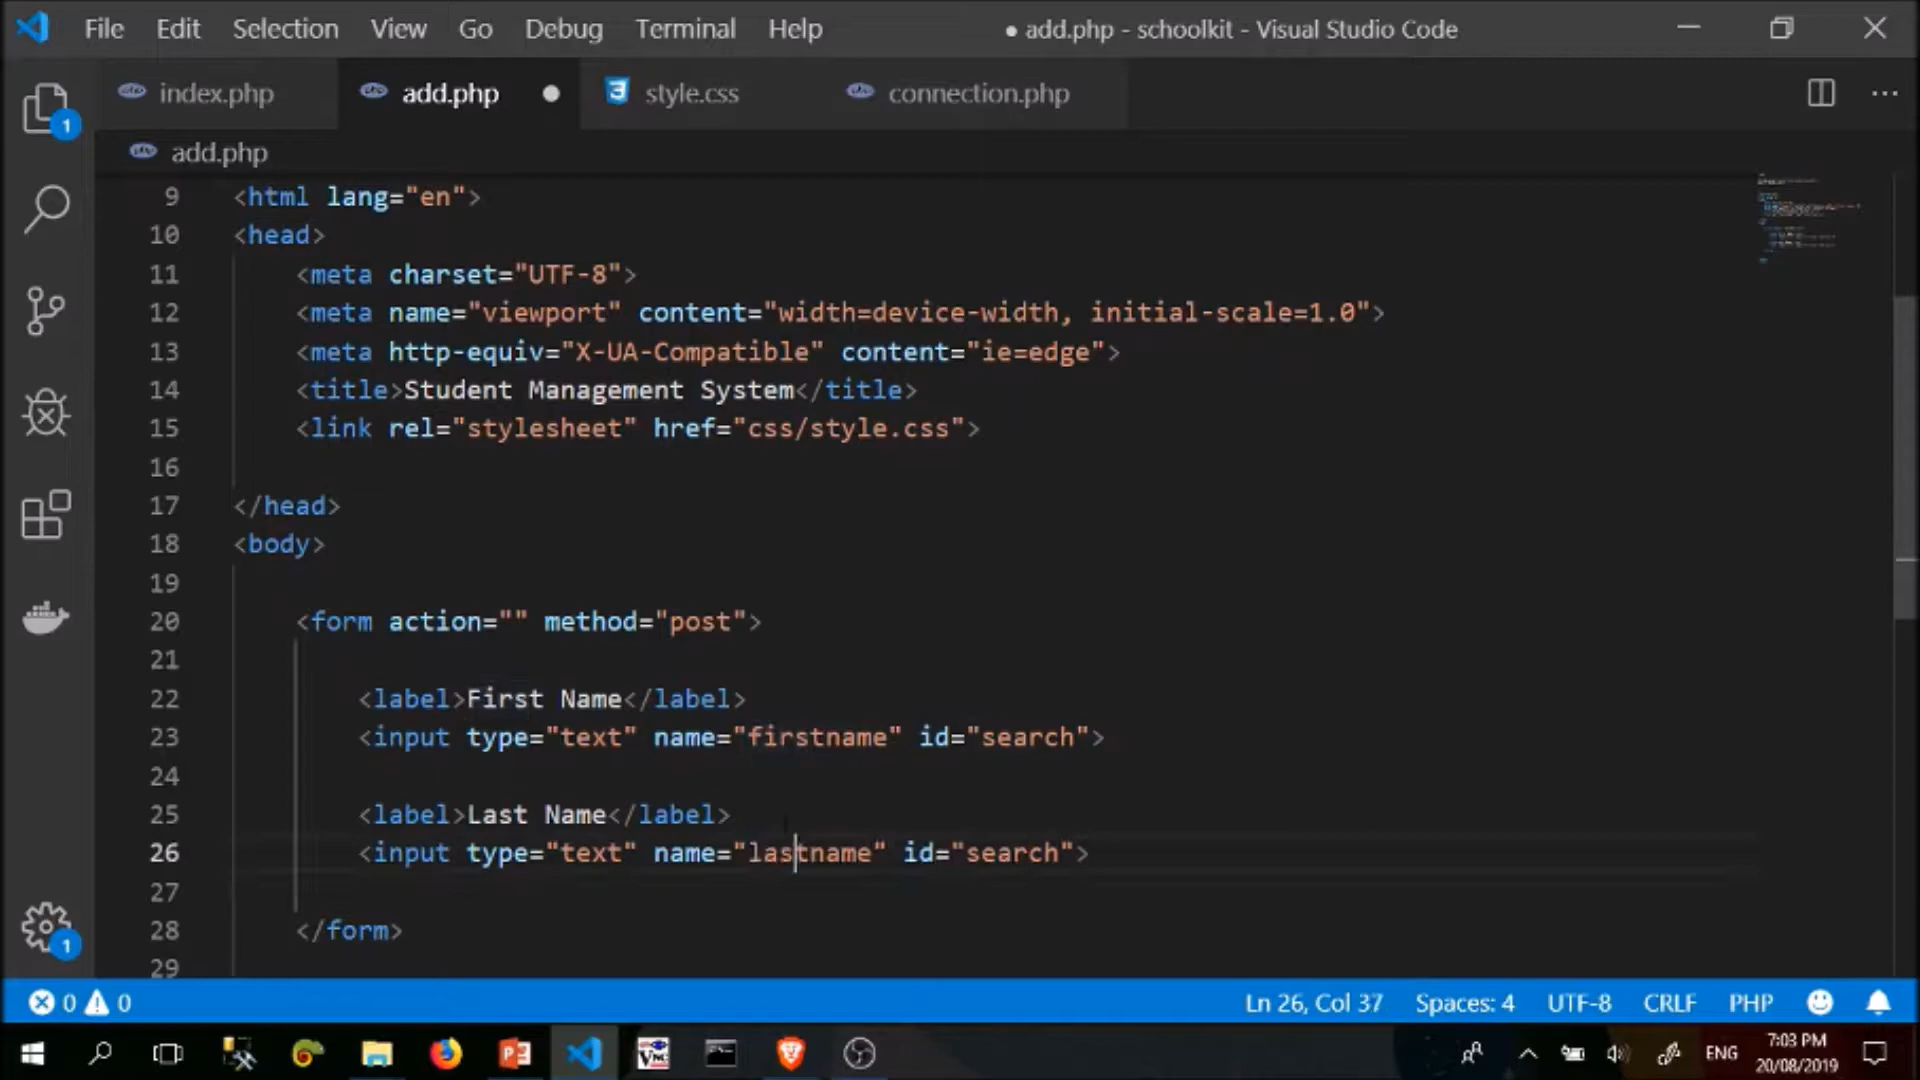 File Edit Selection View Go Debug Terminal Help ● add.php - schoolkit - Visual Studio Code
index.php add.php ● style.css connection.php ...
1
add.php
9 <html lang="en">
10 <head>
11 <meta charset="UTF-8">
12 <meta name="viewport" content="width=device-width, initial-scale=1.0">
13 <meta http-equiv="X-UA-Compatible" content="ie=edge">
14 <title>Student Management System</title>
15 <link rel="stylesheet" href="css/style.css">
16
17 </head>
18 <body>
19
20 <form action="" method="post">
21
22 <label>First Name</label>
23 <input type="text" name="firstname" id="search">
24
25 <label>Last Name</label>
26 <input type="text" name="lastname" id="search">
27
28 </form>
29
1
0 0 Ln 26, Col 37 Spaces: 4 UTF-8 CRLF PHP
ENG 7:03 PM
20/08/2019